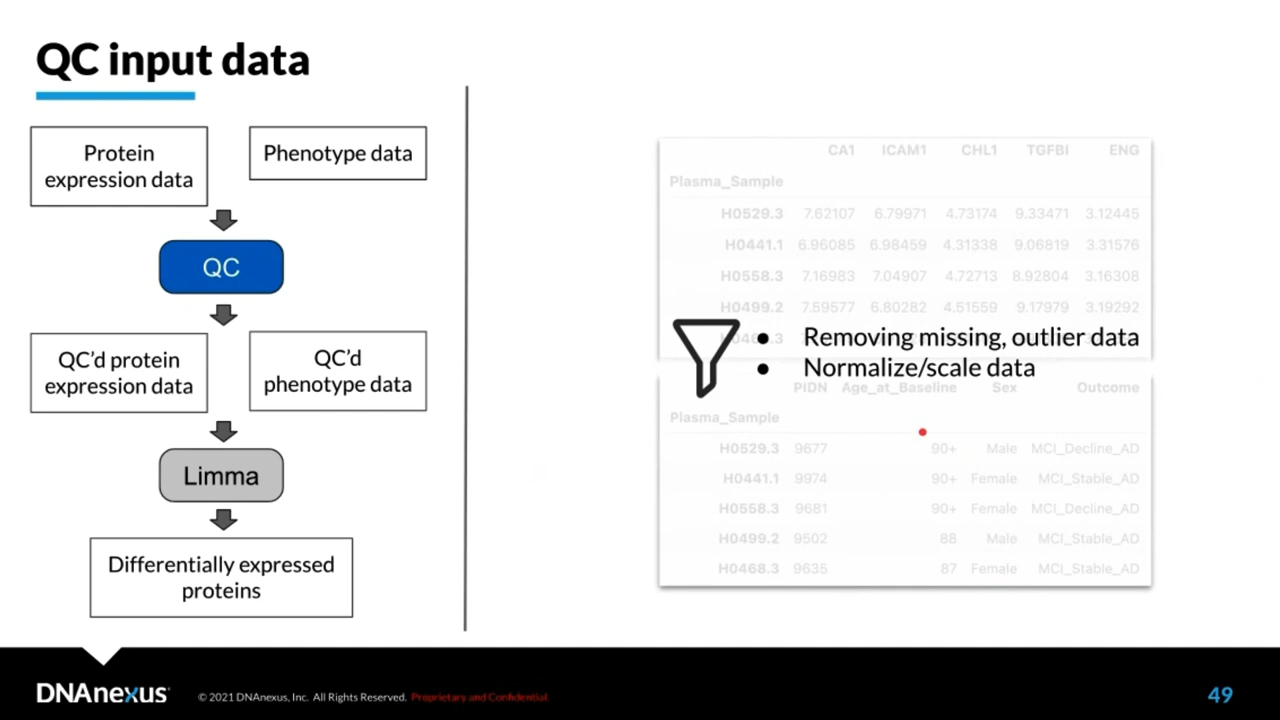 QC input data
Protein
expression data
Phenotype data
QC
QC'd protein
expression data
QC'd
phenotype data
Limma
Differentially expressed
proteins
CA1 ICAM1 CHL1 TGFBI ENG
Plasma_Sample
H0529.3 7.62107 6.79971 4.73174 9.33471 3.12445
H0441.1 6.96085 6.98459 4.31338 9.06819 3.31576
H0558.3 7.16983 7.04907 4.72713 8.92804 3.16308
H0499.2 7.59577 6.80282 4.51559 9.17979 3.19292
● Removing missing, outlier data
● Normalize/scale data
PIDN Age_at_Baseline Sex Outcome
Plasma_Sample
H0529.3 9677 90+ Male MCI_Decline_AD
H0441.1 9974 90+ Female MCI_Stable_AD
H0558.3 9681 90+ Female MCI_Decline_AD
H0499.2 9502 88 Male MCI_Stable_AD
H0468.3 9635 87 Female MCI_Stable_AD
DNAnexus
© 2021 DNAnexus, Inc. All Rights Reserved. Proprietary and Confidential.
49